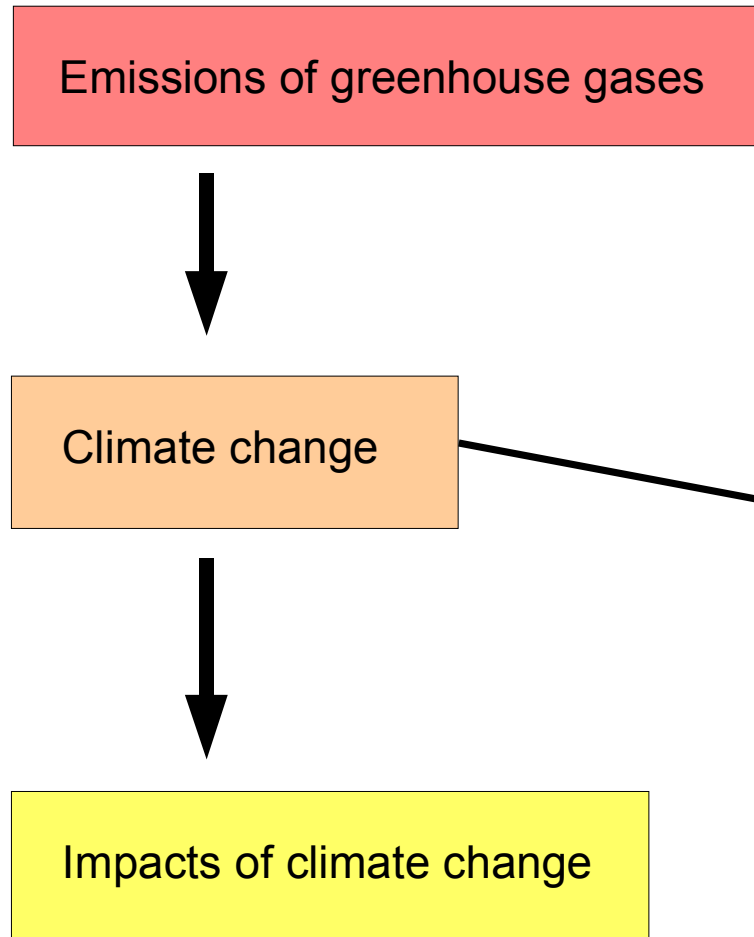 Emissions of greenhouse gases
Climate change
Impacts of climate change